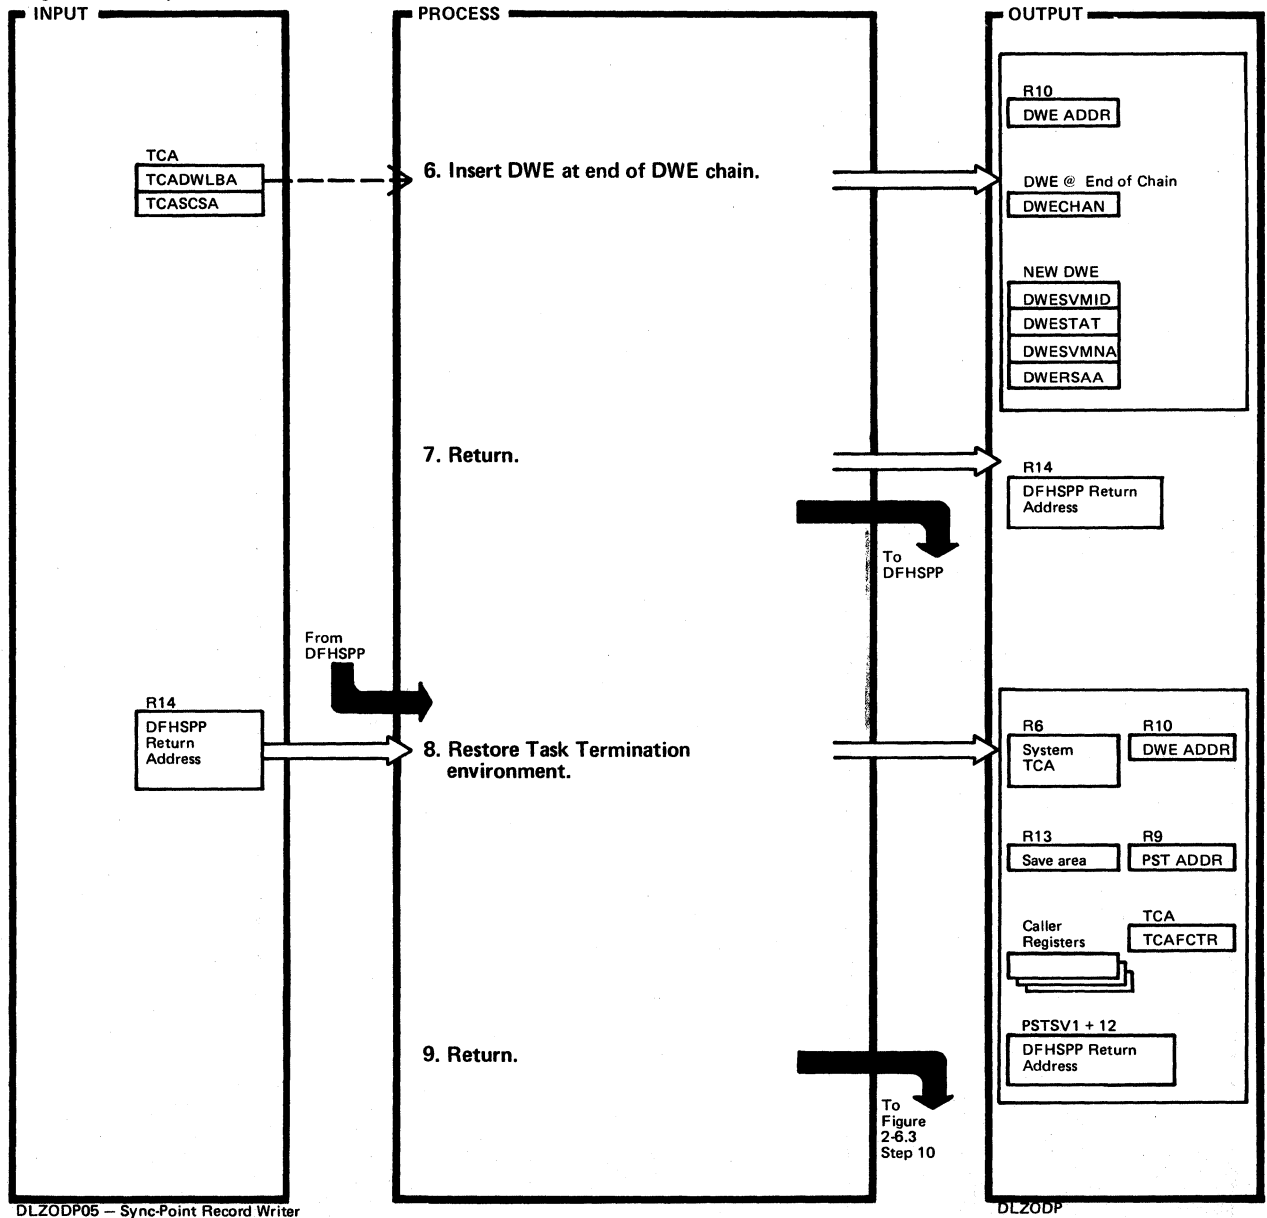 INPUT
PROCESS
OUTPUT
R10
DWE ADDR
TCA
TCADWLBA
TCASCSA
6. Insert DWE at end of DWE chain.
DWE @ End of Chain
DWECHAN
NEW DWE
DWESVMID
DWESTAT
DWESVMNA
DWERSAA
7. Return.
R14
DFHSPP Return
Address
To
DFHSPP
From
DFHSPP
R14
DFHSPP
Return
Address
8. Restore Task Termination
environment.
R6
System
TCA
R10
DWE ADDR
R13
Save area
R9
PST ADDR
Caller
Registers
TCA
TCAFCTR
PSTSV1 + 12
DFHSPP Return
Address
9. Return.
To
Figure
2-6.3
Step 10
DLZODP05 — Sync-Point Record Writer
DLZODP